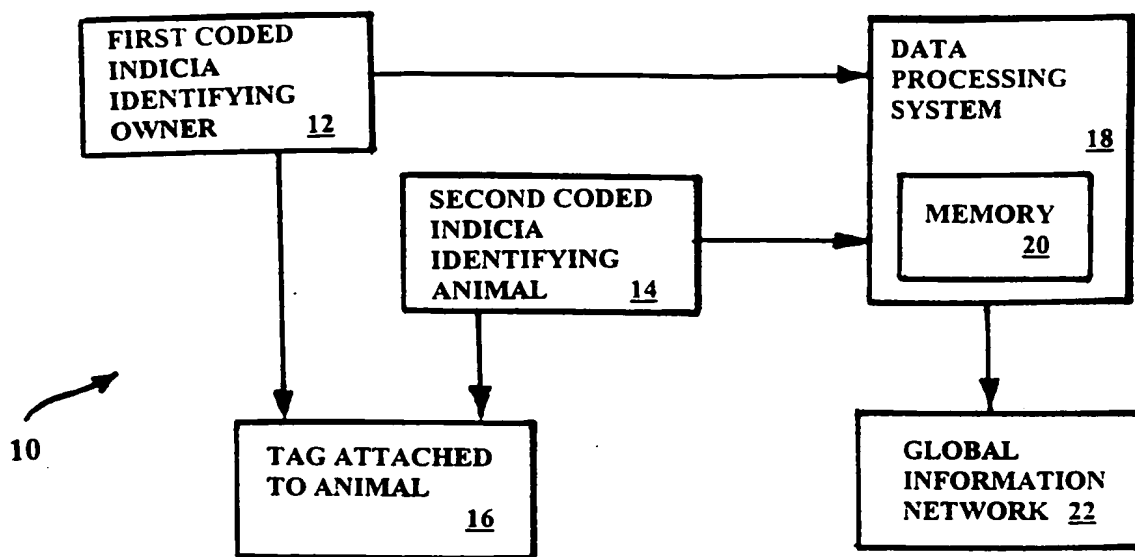 FIRST CODED
INDICIA
IDENTIFYING
OWNER 12
DATA
PROCESSING
SYSTEM
18
SECOND CODED
INDICIA
IDENTIFYING
ANIMAL 14
MEMORY
20
10
TAG ATTACHED
TO ANIMAL
16
GLOBAL
INFORMATION
NETWORK 22